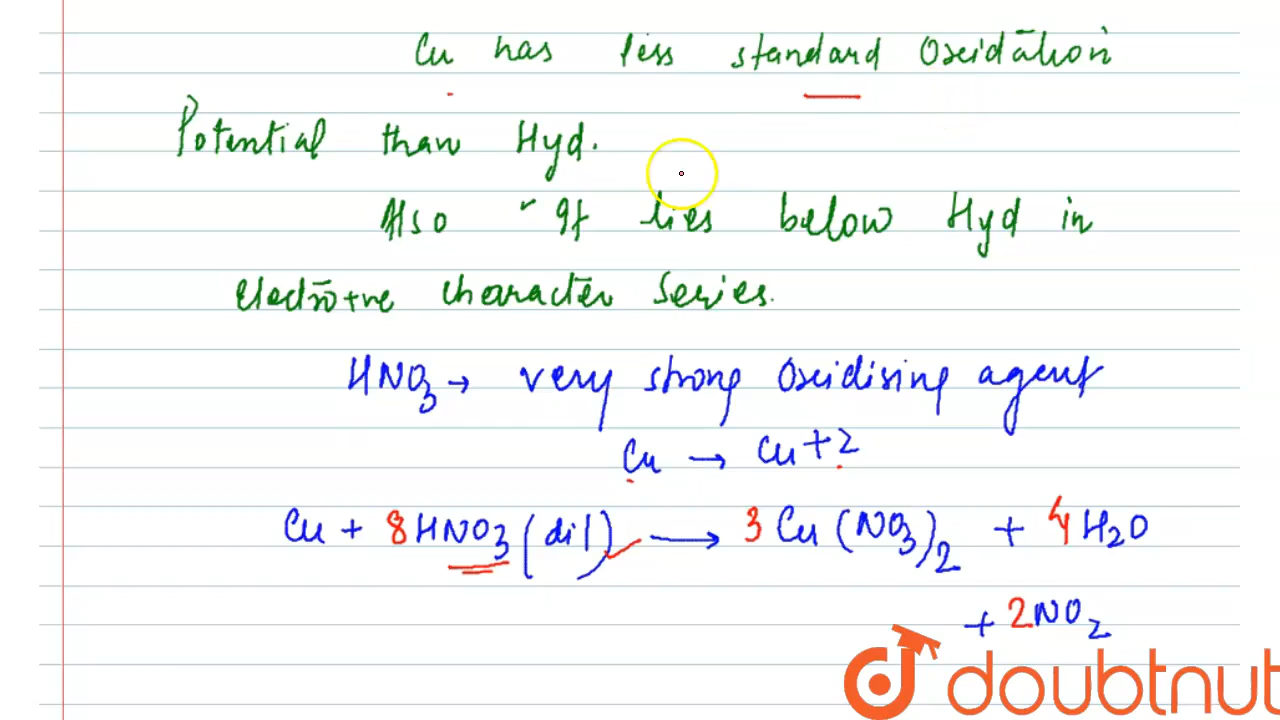 Cu has less standard Oxidation
Potential than Hyd.
Also If lies below Hyd in
Electro+ve character series.
HNO3 → very strong Oxidising agent
Cu → Cu+2
Cu + 8HNO3 (dil) → 3Cu(NO3)2 + 4H2O
+ 2NO2
doubtnut